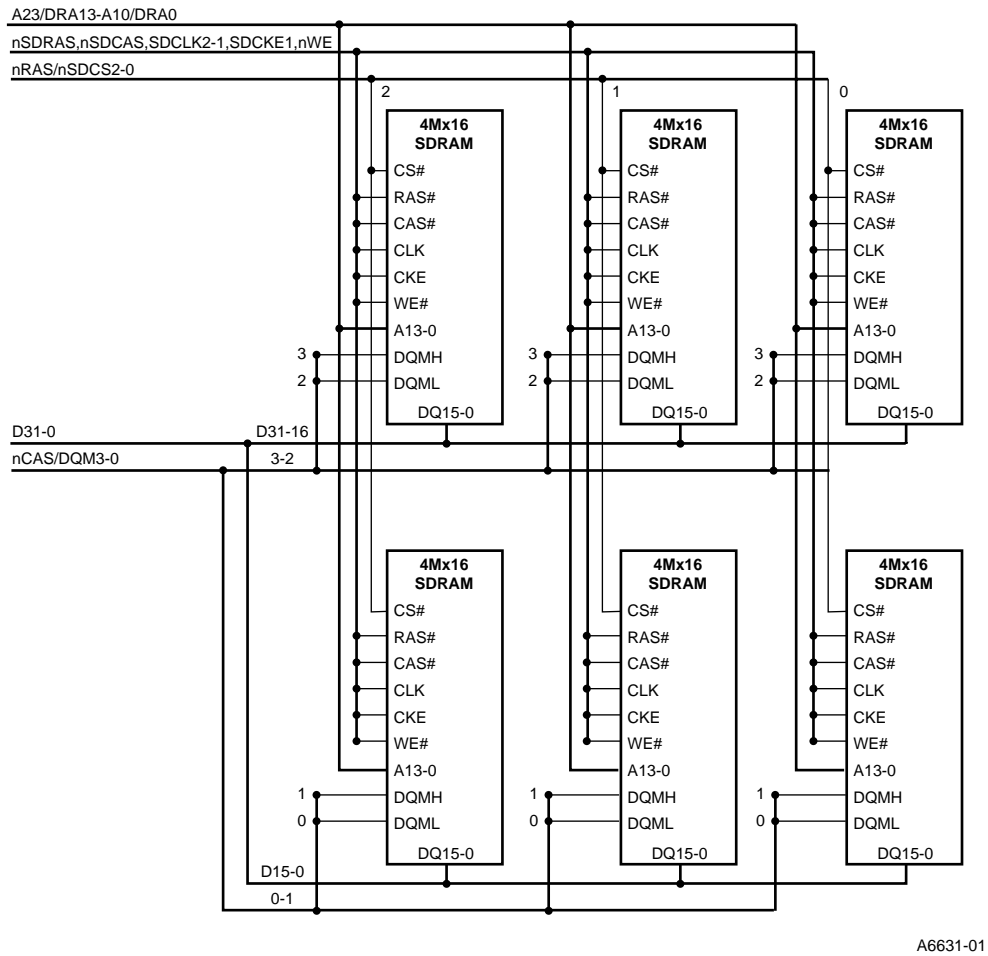 A23/DRA13-A10/DRA0
nSDRAS,nSDCAS,SDCLK2-1,SDCKE1,nWE
nRAS/nSDCS2-0
2
1
0
4Mx16
SDRAM
CS#
RAS#
CAS#
CLK
CKE
WE#
A13-0
3
DQMH
2
DQML
DQ15-0
4Mx16
SDRAM
CS#
RAS#
CAS#
CLK
CKE
WE#
A13-0
3
DQMH
2
DQML
DQ15-0
4Mx16
SDRAM
CS#
RAS#
CAS#
CLK
CKE
WE#
A13-0
3
DQMH
2
DQML
DQ15-0
D31-0
D31-16
nCAS/DQM3-0
3-2
4Mx16
SDRAM
CS#
RAS#
CAS#
CLK
CKE
WE#
A13-0
1
DQMH
0
DQML
DQ15-0
4Mx16
SDRAM
CS#
RAS#
CAS#
CLK
CKE
WE#
A13-0
1
DQMH
0
DQML
DQ15-0
4Mx16
SDRAM
CS#
RAS#
CAS#
CLK
CKE
WE#
A13-0
1
DQMH
0
DQML
DQ15-0
D15-0
0-1
A6631-01